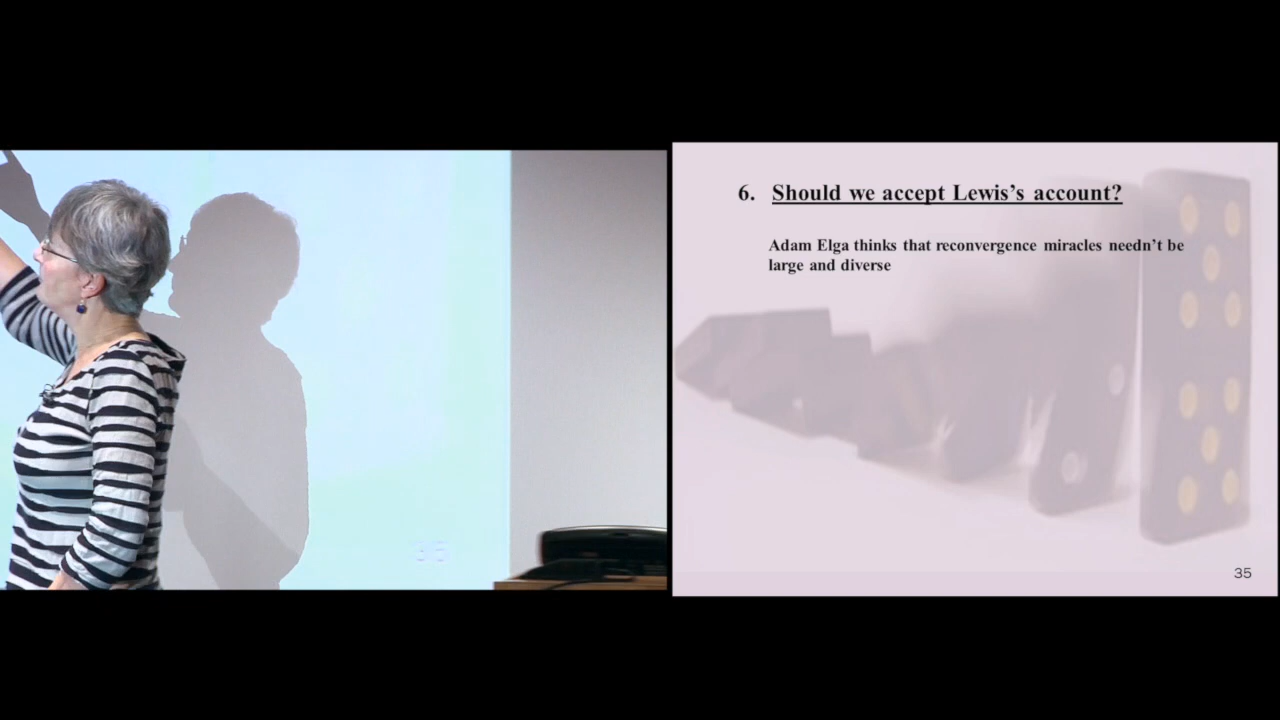 6. Should we accept Lewis's account?
Adam Elga thinks that reconvergence miracles needn't be
large and diverse
35